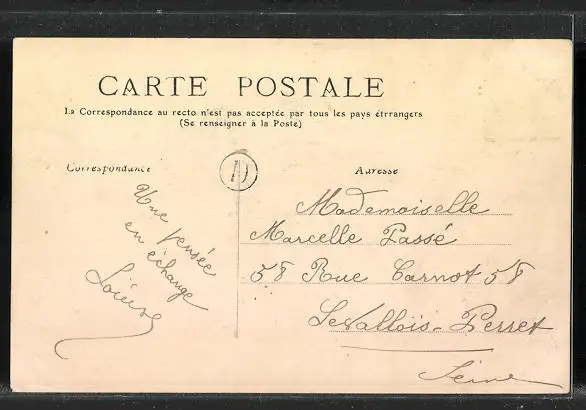 CARTE POSTALE
La Correspondance au recto n'est pas acceptée par tous les pays étrrangers
(Se renseigner à la Poste)
Correspondance
Adresse
D
Une pensée
en échange
Mademoiselle
Marcelle Passé
58 Rue Carnot 58
Levallois-Perret
Seine